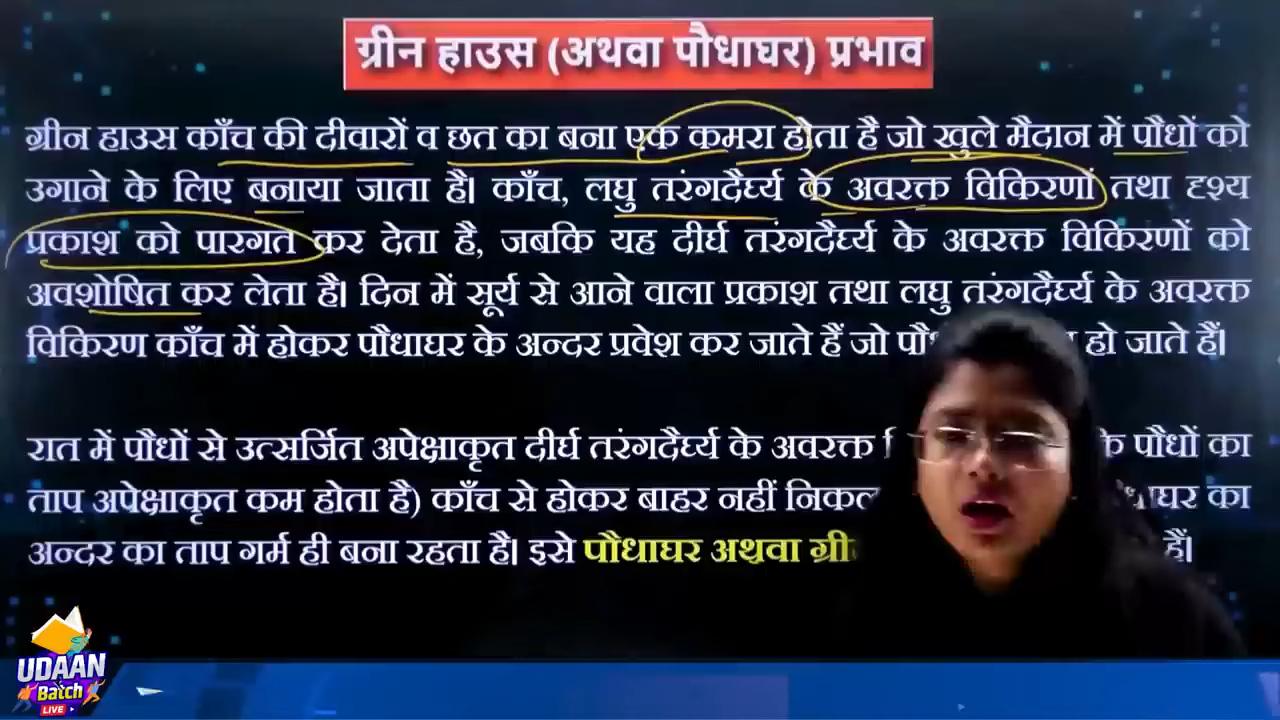 ग्रीन हाउस (अथवा पौधाघर) प्रभाव
ग्रीन हाउस काँच की दीवारों व छत का बना एक कमरा होता है जो खुले मैदान में पौधों को
उगाने के लिए बनाया जाता है। काँच, लघु तरंगदैर्घ्य के अवरक्त विकिरणों तथा दृश्य
प्रकाश को पारगत कर देता है, जबकि यह दीर्घ तरंगदैर्घ्य के अवरक्त विकिरणों को
अवशोषित कर लेता है। दिन में सूर्य से आने वाला प्रकाश तथा लघु तरंगदैर्घ्य के अवरक्त
विकिरण काँच में होकर पौधाघर के अन्दर प्रवेश कर जाते हैं जो हो जाते हैं।
रात में पौधों से उत्सर्जित अपेक्षाकृत दीर्घ तरंगदैर्घ्य के अवरक्त पौधों का
ताप अपेक्षाकृत कम होता है) काँच से होकर बाहर नहीं का
अन्दर का ताप गर्म ही बना रहता है। इसे पौधाघर अथवा हैं।
UDAAN
Batch
LIVE